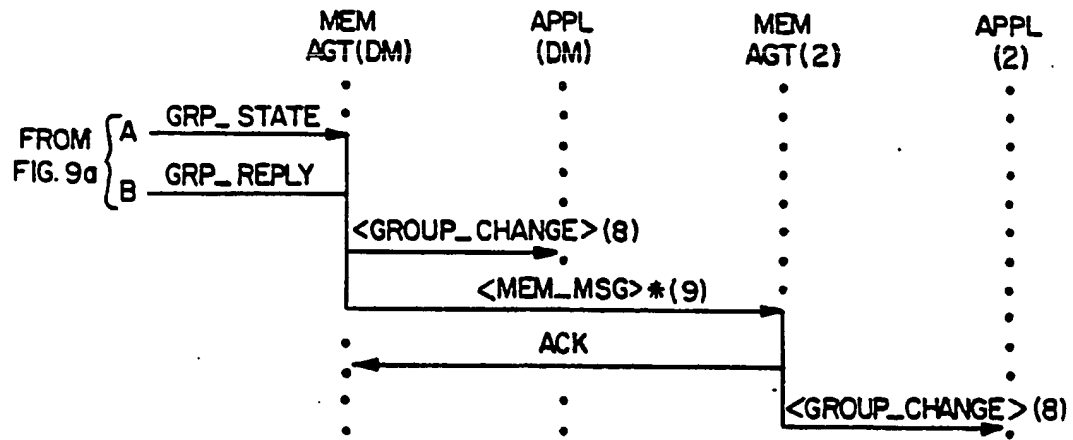 MEM
AGT(DM)
APPL
(DM)
MEM
AGT(2)
APPL
(2)
FROM
FIG. 9a
A
GRP_STATE
B
GRP_REPLY
<GROUP_CHANGE>(8)
<MEM_MSG>*(9)
ACK
<GROUP_CHANGE>(8)